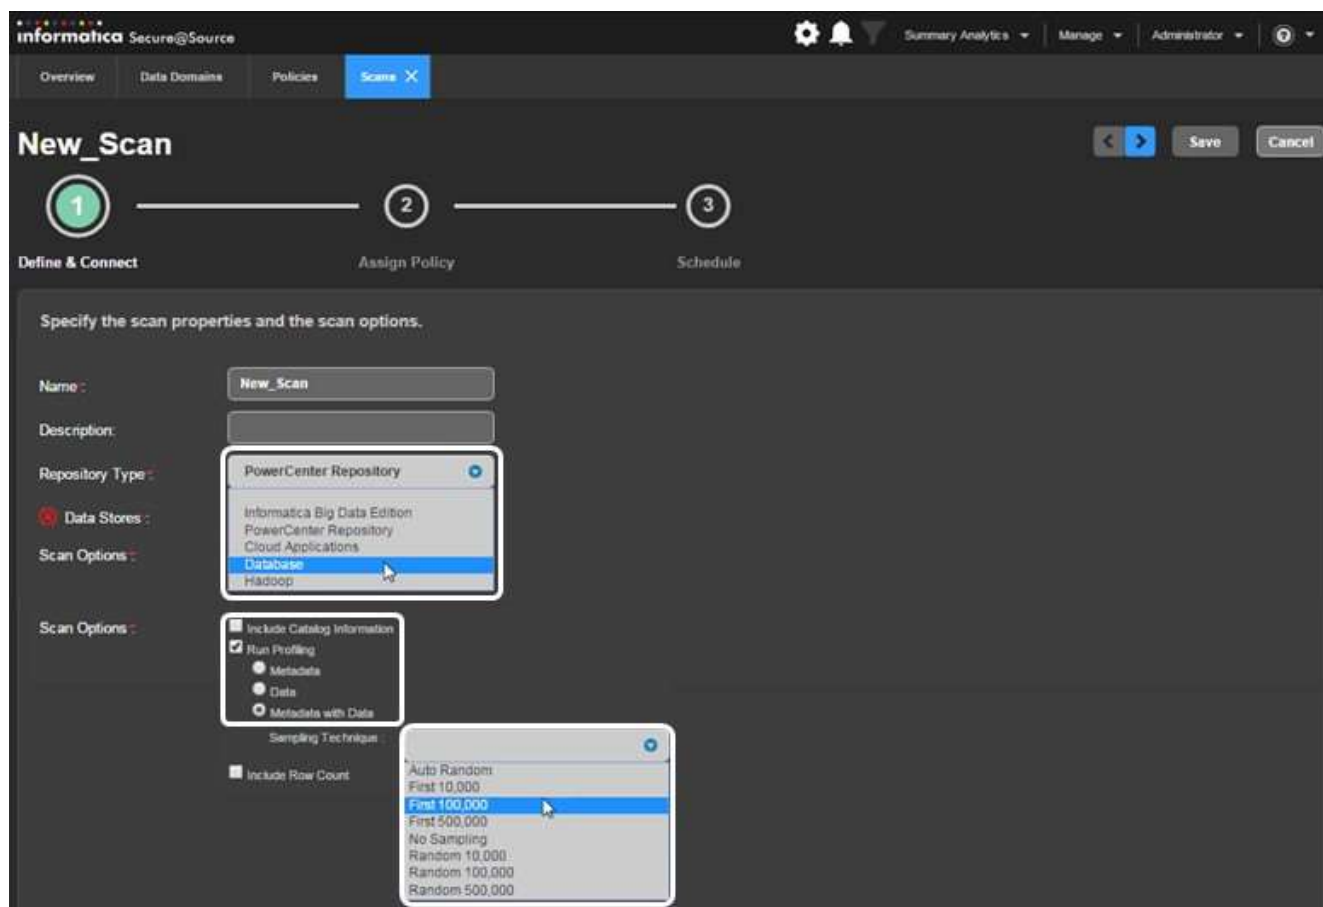 informatica Secure@Source
Summary Analytics Manage Administrator
Overview Data Domains Policies Scans X
New_Scan
Save Cancel
1 2 3
Define & Connect Assign Policy Schedule
Specify the scan properties and the scan options.
Name*: New_Scan
Description:
Repository Type*: PowerCenter Repository
Informatica Big Data Edition
Data Stores*:
PowerCenter Repository
Cloud Applications
Scan Options*:
Database
Hadoop
Scan Options*: Include Catalog Information
Run Profiling
Metadata
Data
Metadata with Data
Sampling Technique :
Include Row Count
Auto Random
First 10,000
First 100,000
First 500,000
No Sampling
Random 10,000
Random 100,000
Random 500,000